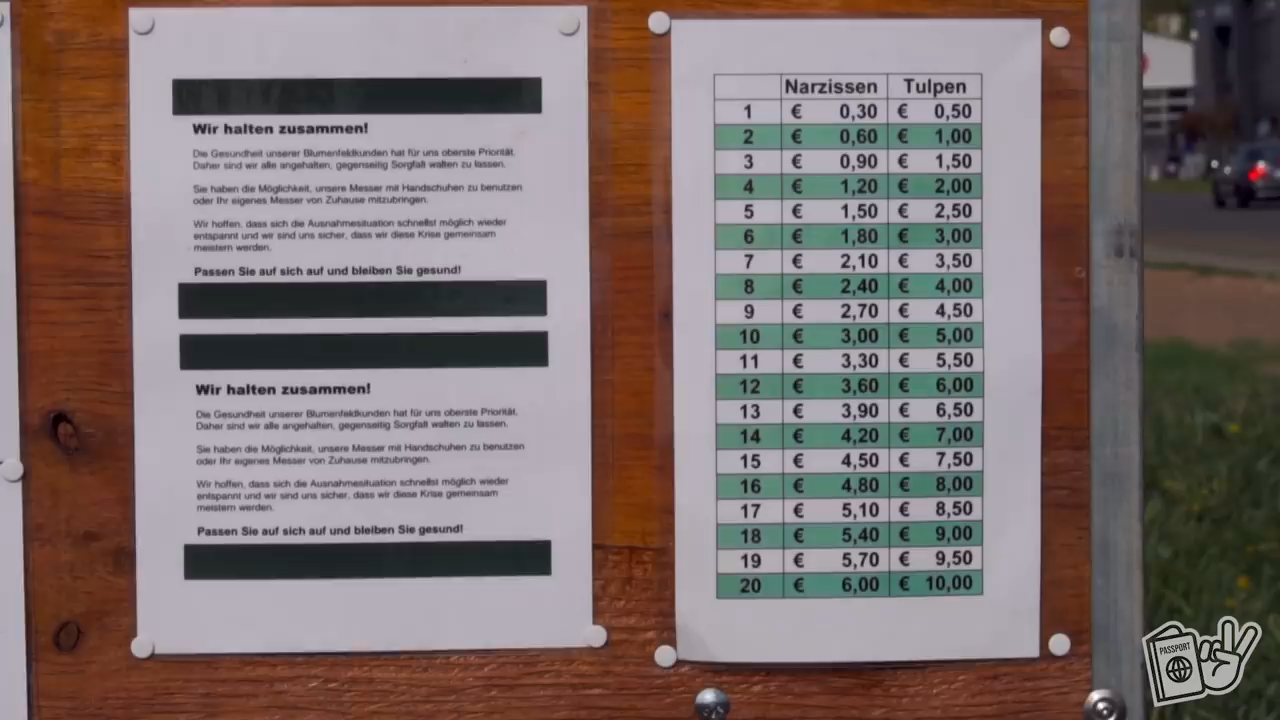 Wir halten zusammen!
Die Gesundheit unserer Blumenfeldkunden hat für uns oberste Priorität.
Daher sind wir alle angehalten, gegenseitig Sorgfalt walten zu lassen.
Sie haben die Möglichkeit, unsere Messer mit Handschuhen zu benutzen
oder Ihr eigenes Messer von Zuhause mitzubringen.
Wir hoffen, dass sich die Ausnahmesituation schnellst möglich wieder
entspannt und wir sind uns sicher, dass wir diese Krise gemeinsam
meistern werden.
Passen Sie auf sich auf und bleiben Sie gesund!
Wir halten zusammen!
Die Gesundheit unserer Blumenfeldkunden hat für uns oberste Priorität.
Daher sind wir alle angehalten, gegenseitig Sorgfalt walten zu lassen.
Sie haben die Möglichkeit, unsere Messer mit Handschuhen zu benutzen
oder Ihr eigenes Messer von Zuhause mitzubringen.
Wir hoffen, dass sich die Ausnahmesituation schnellst möglich wieder
entspannt und wir sind uns sicher, dass wir diese Krise gemeinsam
meistern werden.
Passen Sie auf sich auf und bleiben Sie gesund!
Narzissen Tulpen
1 € 0,30 € 0,50
2 € 0,60 € 1,00
3 € 0,90 € 1,50
4 € 1,20 € 2,00
5 € 1,50 € 2,50
6 € 1,80 € 3,00
7 € 2,10 € 3,50
8 € 2,40 € 4,00
9 € 2,70 € 4,50
10 € 3,00 € 5,00
11 € 3,30 € 5,50
12 € 3,60 € 6,00
13 € 3,90 € 6,50
14 € 4,20 € 7,00
15 € 4,50 € 7,50
16 € 4,80 € 8,00
17 € 5,10 € 8,50
18 € 5,40 € 9,00
19 € 5,70 € 9,50
20 € 6,00 € 10,00
PASSPORT